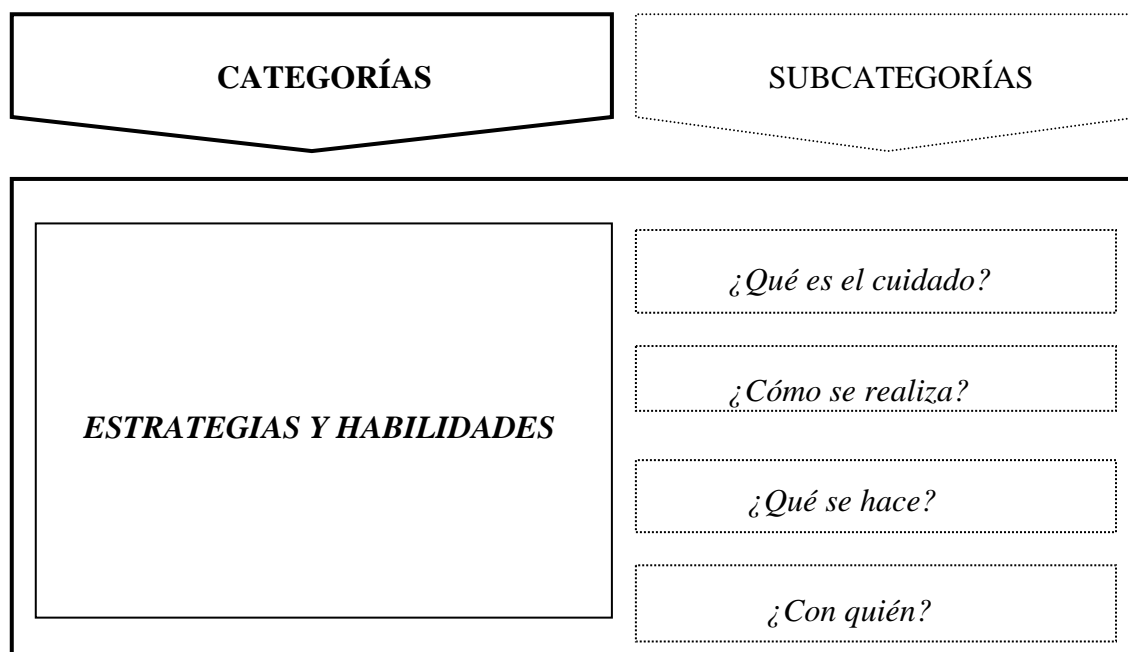 CATEGORÍAS
SUBCATEGORÍAS
ESTRATEGIAS Y HABILIDADES
¿Qué es el cuidado?
¿Cómo se realiza?
¿Qué se hace?
¿Con quién?